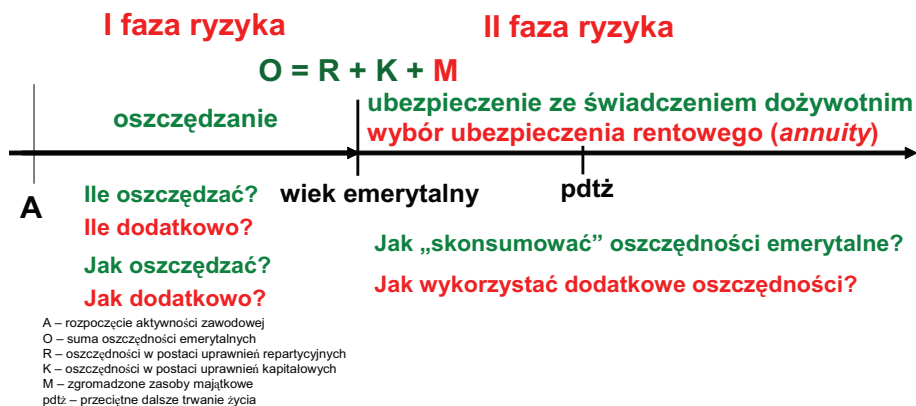 I faza ryzyka
II faza ryzyka
O = R + K + M
oszczędzanie
ubezpieczenie ze świadczeniem dożywotnim
wybór ubezpieczenia rentowego (annuity)
A
wiek emerytalny
pdtż
Ile oszczędzać?
Ile dodatkowo?
Jak oszczędzać?
Jak dodatkowo?
Jak „skonsumować” oszczędności emerytalne?
Jak wykorzystać dodatkowe oszczędności?
A – rozpoczęcie aktywności zawodowej
O – suma oszczędności emerytalnych
R – oszczędności w postaci uprawnień repartycyjnych
K – oszczędności w postaci uprawnień kapitałowych
M – zgromadzone zasoby majątkowe
pdtż – przeciętne dalsze trwanie życia